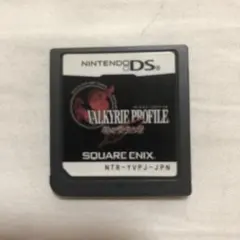 NINTENDO DS
VALKYRIE PROFILE
SQUARE ENIX
NTR-YVPJ-JPN